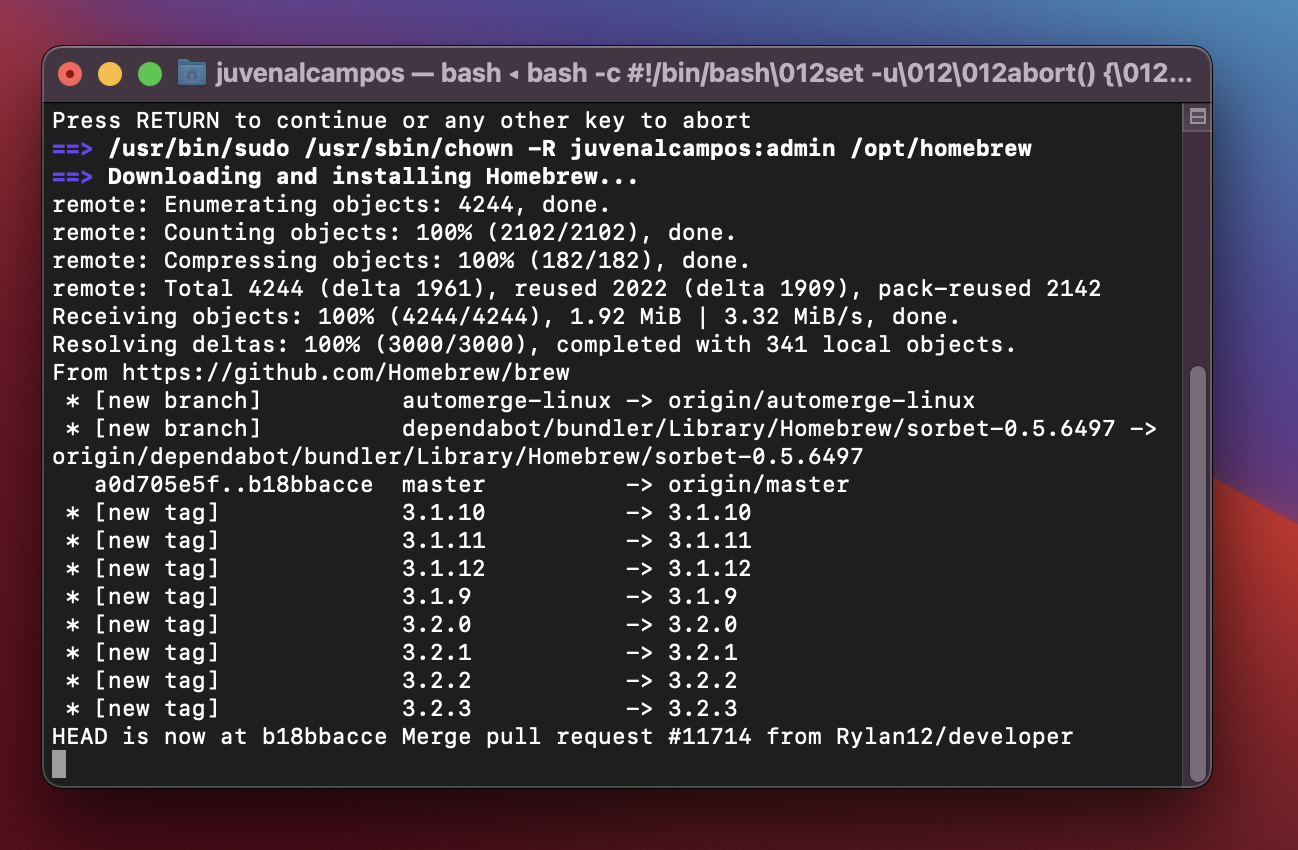 juvenalcampos — bash ◂ bash -c #!/bin/bash\012set -u\012\012abort() {\012...
Press RETURN to continue or any other key to abort
==> /usr/bin/sudo /usr/sbin/chown -R juvenalcampos:admin /opt/homebrew
==> Downloading and installing Homebrew...
remote: Enumerating objects: 4244, done.
remote: Counting objects: 100% (2102/2102), done.
remote: Compressing objects: 100% (182/182), done.
remote: Total 4244 (delta 1961), reused 2022 (delta 1909), pack-reused 2142
Receiving objects: 100% (4244/4244), 1.92 MiB | 3.32 MiB/s, done.
Resolving deltas: 100% (3000/3000), completed with 341 local objects.
From https://github.com/Homebrew/brew
 * [new branch]          automerge-linux -> origin/automerge-linux
 * [new branch]          dependabot/bundler/Library/Homebrew/sorbet-0.5.6497 ->
origin/dependabot/bundler/Library/Homebrew/sorbet-0.5.6497
   a0d705e5f..b18bbacce  master          -> origin/master
 * [new tag]             3.1.10          -> 3.1.10
 * [new tag]             3.1.11          -> 3.1.11
 * [new tag]             3.1.12          -> 3.1.12
 * [new tag]             3.1.9           -> 3.1.9
 * [new tag]             3.2.0           -> 3.2.0
 * [new tag]             3.2.1           -> 3.2.1
 * [new tag]             3.2.2           -> 3.2.2
 * [new tag]             3.2.3           -> 3.2.3
HEAD is now at b18bbacce Merge pull request #11714 from Rylan12/developer